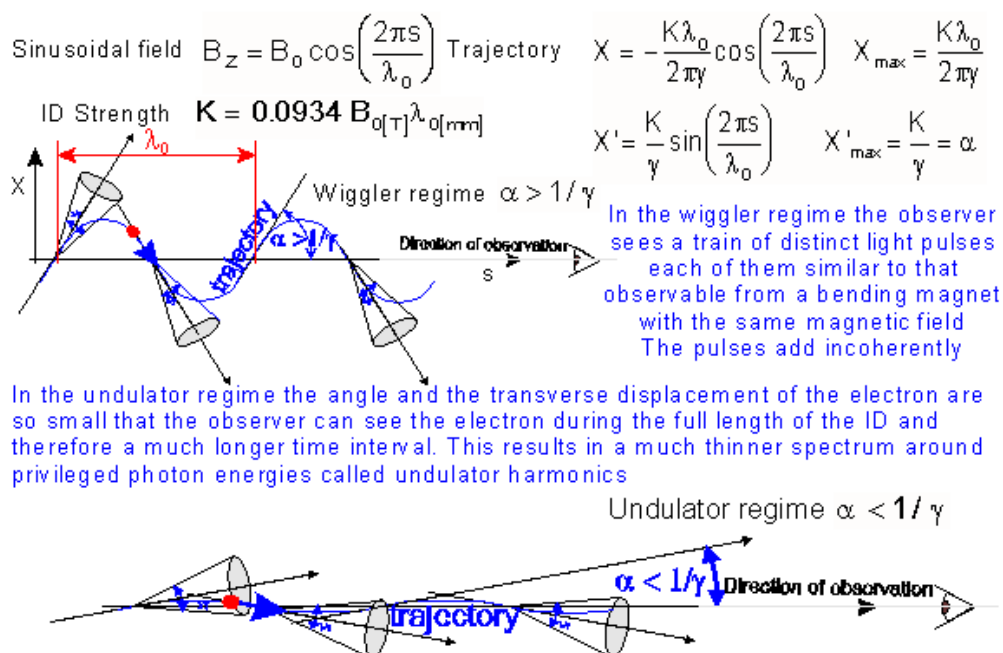 Sinusoidal field B_z = B_o cos(2πs/λ_o) Trajectory X = -Kλ_o/2πγ cos(2πs/λ_o) X_max = Kλ_o/2πγ
ID Strength K = 0.0934 B_0[T] λ_0[mm]
X' = K/γ sin(2πs/λ_o) X'_max = K/γ = α
λ_0
X
Wiggler regime α > 1/γ
trajectory
α > 1/γ
Direction of observation
s
In the wiggler regime the observer
sees a train of distinct light pulses
each of them similar to that
observable from a bending magnet
with the same magnetic field
The pulses add incoherently
In the undulator regime the angle and the transverse displacement of the electron are
so small that the observer can see the electron during the full length of the ID and
therefore a much longer time interval. This results in a much thinner spectrum around
privileged photon energies called undulator harmonics
Undulator regime α < 1/ γ
α < 1/γ
Direction of observation
trajectory